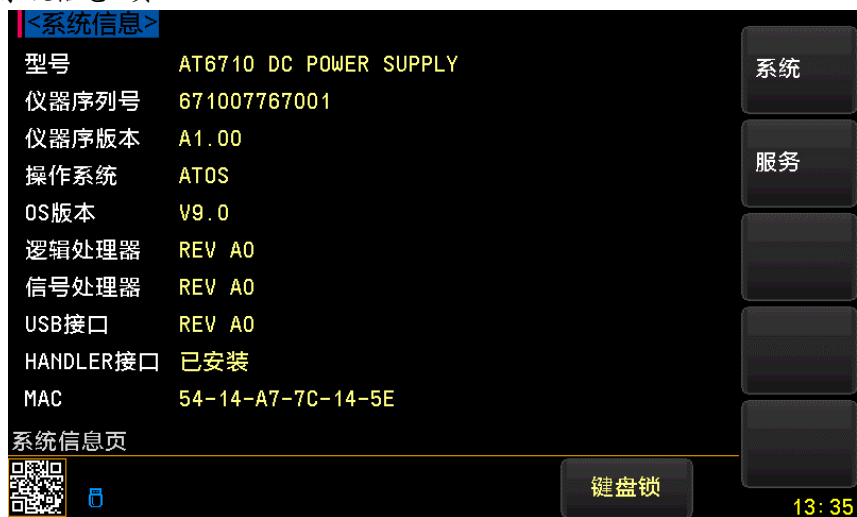 <系统信息>
型号 AT6710 DC POWER SUPPLY
系统
仪器序列号 671007767001
仪器序版本 A1.00
服务
操作系统 ATOS
OS版本 V9.0
逻辑处理器 REV A0
信号处理器 REV A0
USB接口 REV A0
HANDLER接口 已安装
MAC 54-14-A7-7C-14-5E
系统信息页
键盘锁
13:35